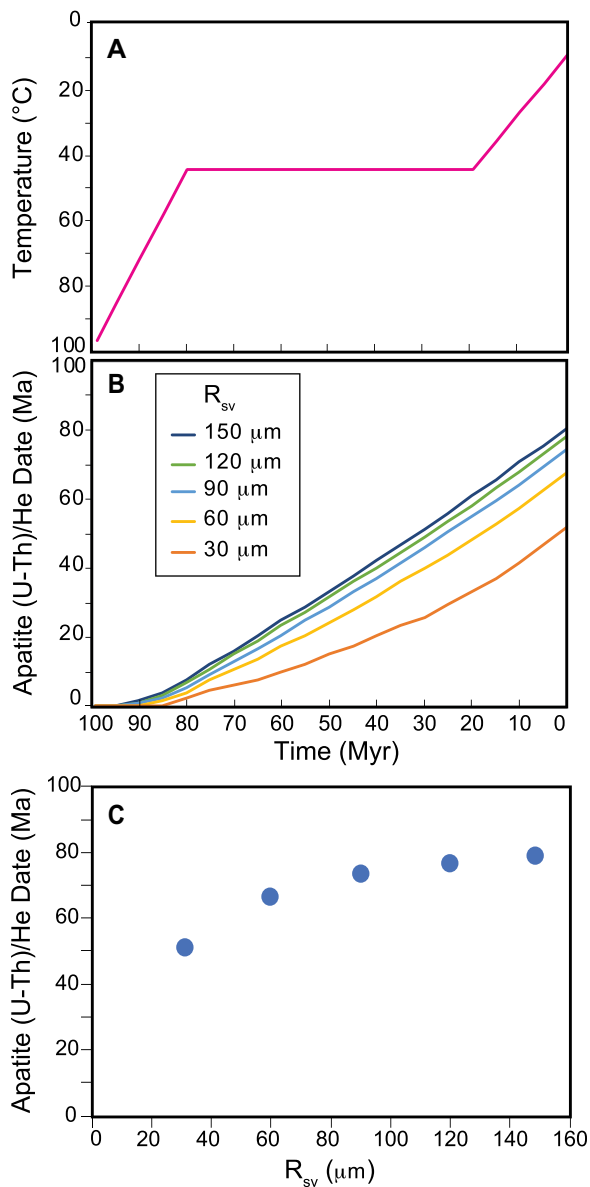 A
Temperature (°C)
0
20
40
60
80
100
B
Apatite (U-Th)/He Date (Ma)
100
80
60
40
20
0
R_sv
150 μm
120 μm
90 μm
60 μm
30 μm
100 90 80 70 60 50 40 30 20 10 0
Time (Myr)
C
Apatite (U-Th)/He Date (Ma)
100
80
60
40
20
0
0 20 40 60 80 100 120 140 160
R_sv (μm)